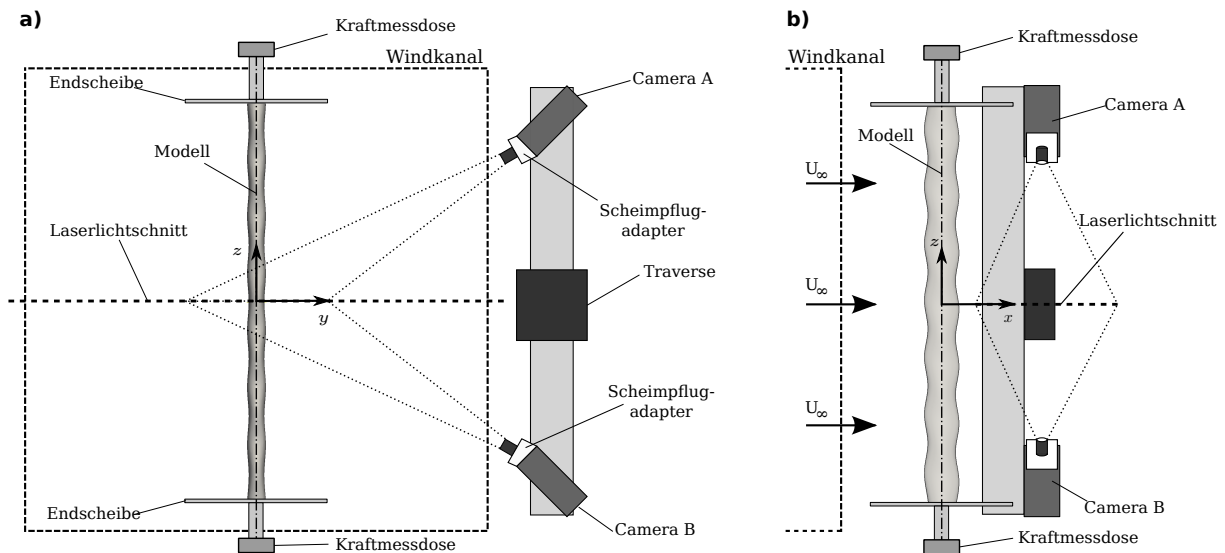 a)
Kraftmessdose
Windkanal
Endscheibe
Camera A
Modell
Scheimpflug-
adapter
Laserlichtschnitt
z
Traverse
y
Scheimpflug-
adapter
Endscheibe
Camera B
Kraftmessdose
b)
Kraftmessdose
Windkanal
Camera A
Modell
U∞
Laserlichtschnitt
z
U∞
x
U∞
Camera B
Kraftmessdose